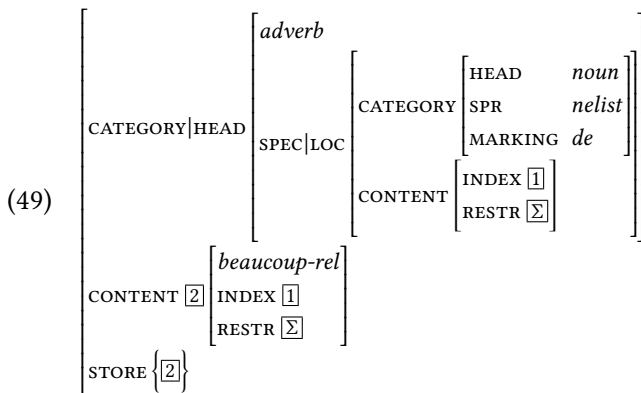 adverb
HEAD noun
CATEGORY SPR nelist
CATEGORY|HEAD SPEC|LOC MARKING de
(49) CONTENT INDEX 1
RESTR Σ
beaucoup-rel
CONTENT 2 INDEX 1
RESTR Σ
STORE {2}